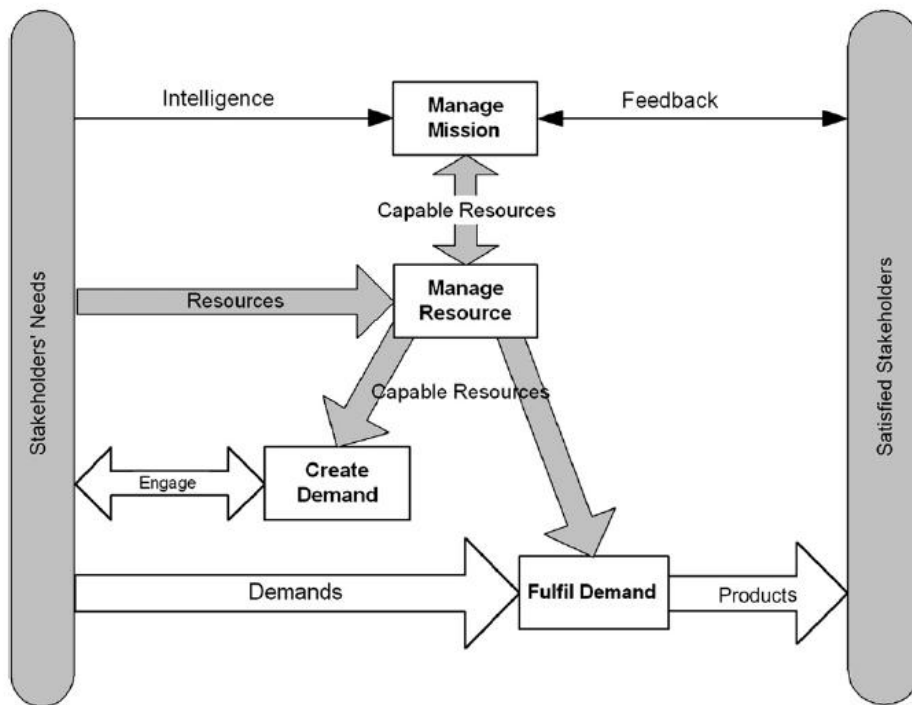 Intelligence
Manage
Mission
Feedback
Capable Resources
Stakeholders' Needs
Satisfied Stakeholders
Resources
Manage
Resource
Capable Resources
Engage
Create
Demand
Demands
Fulfil Demand
Products